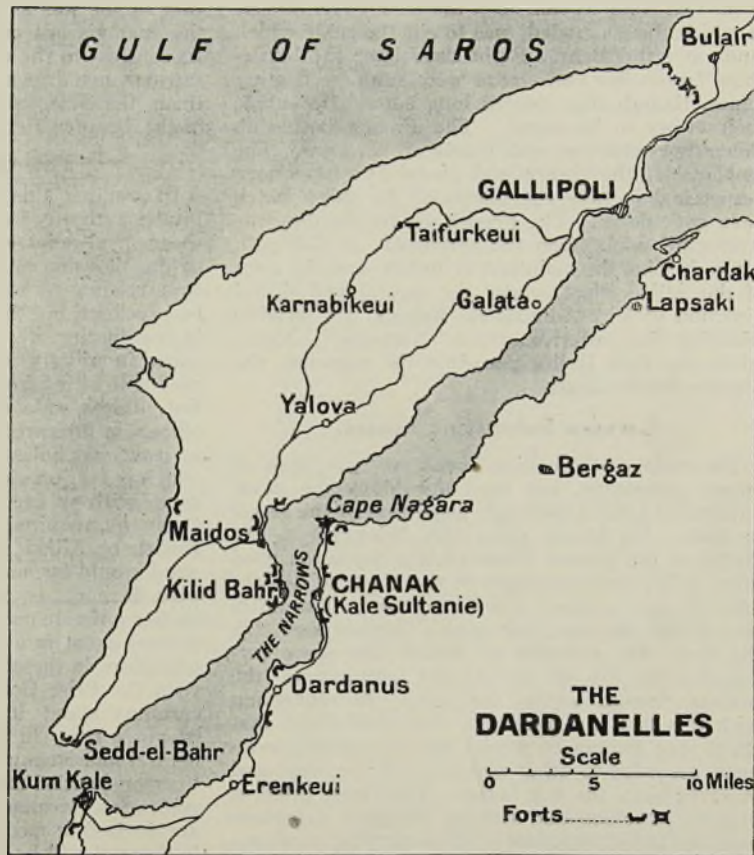 GULF OF SAROS
Bulair
GALLIPOLI
Taifurkeui
Chardak
Karnabikeui
Galata
Lapsaki
Yalova
Bergaz
Cape Nagara
Maidos
Kilid Bahr
THE NARROWS
CHANAK
(Kale Sultanie)
Dardanus
Sedd-el-Bahr
Kum Kale
Erenkeui
THE
DARDANELLES
Scale
0 5 10 Miles
Forts